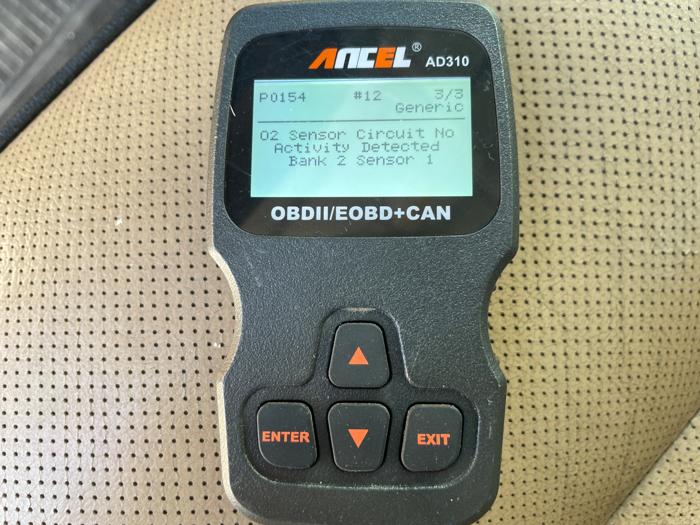 ANCEL® AD310
P0154 #12 3/3
Generic
O2 Sensor Circuit No
Activity Detected
Bank 2 Sensor 1
OBDII/EOBD+CAN
▲
ENTER ▼ EXIT